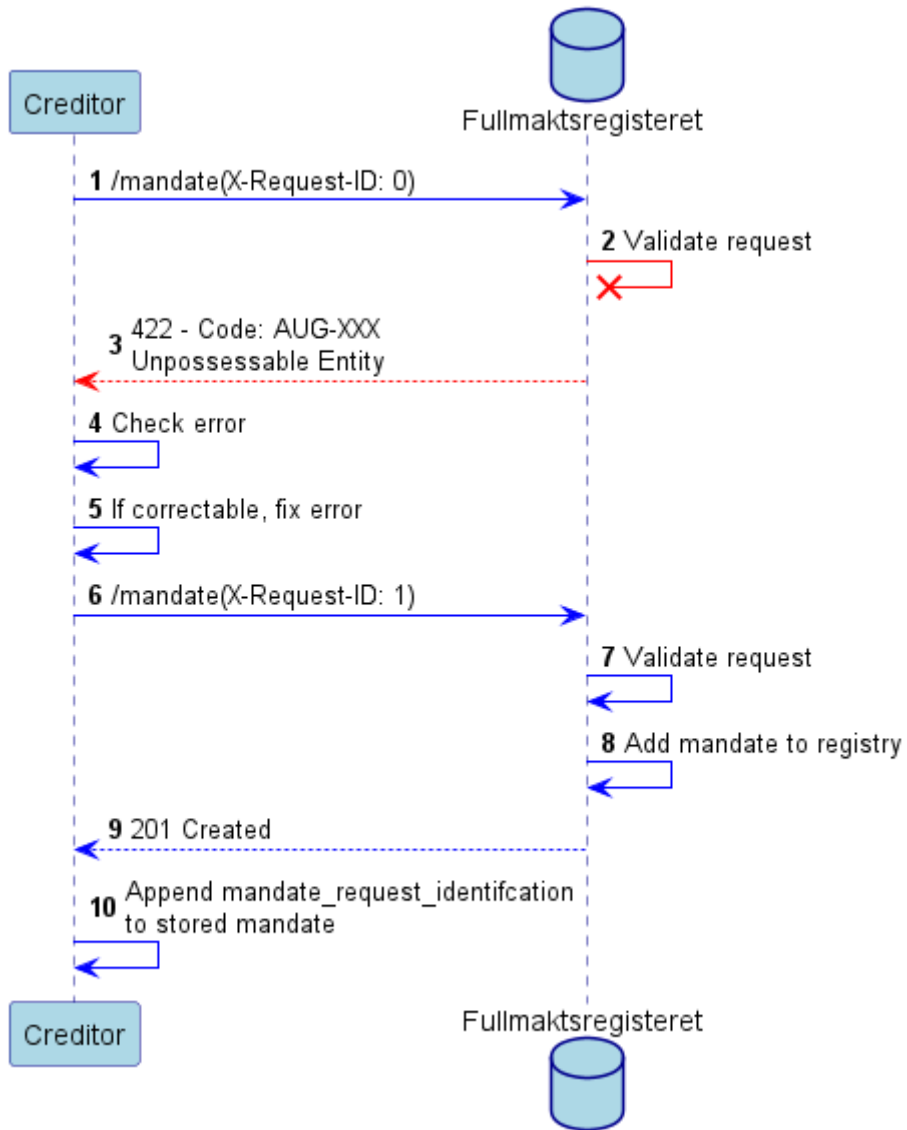 Creditor
Fullmaktsregisteret
1 /mandate(X-Request-ID: 0)
2 Validate request
3 422 - Code: AUG-XXX
Unpossessable Entity
4 Check error
5 If correctable, fix error
6 /mandate(X-Request-ID: 1)
7 Validate request
8 Add mandate to registry
9 201 Created
10 Append mandate_request_identifcation
to stored mandate
Creditor
Fullmaktsregisteret